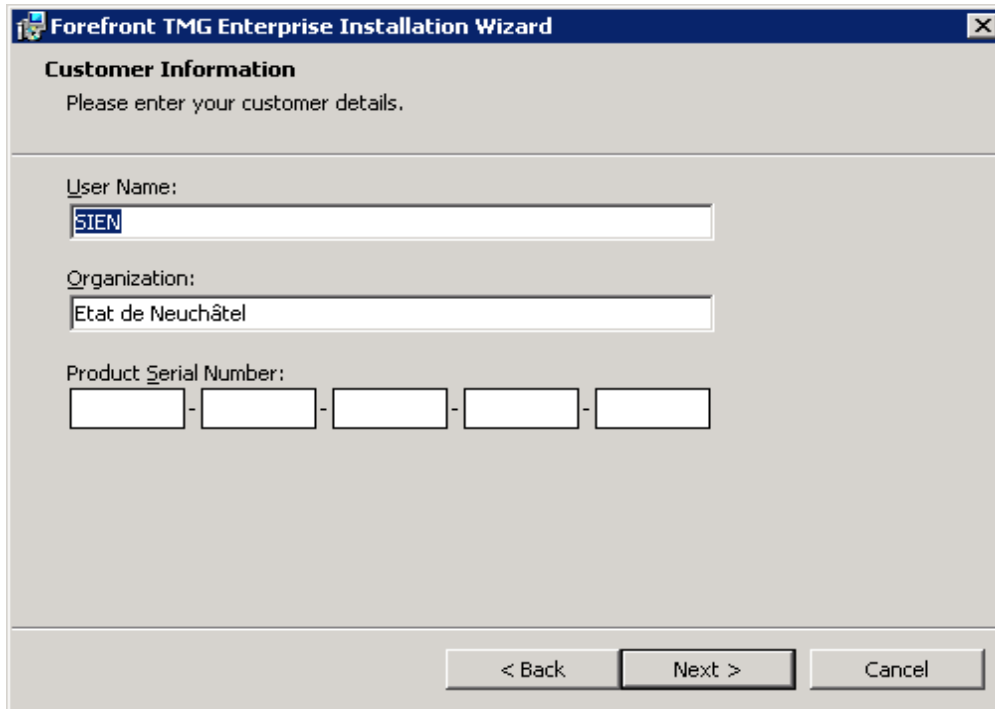 Forefront TMG Enterprise Installation Wizard
Customer Information
Please enter your customer details.
User Name:
SIEN
Organization:
Etat de Neuchâtel
Product Serial Number:
- - - -
< Back Next > Cancel